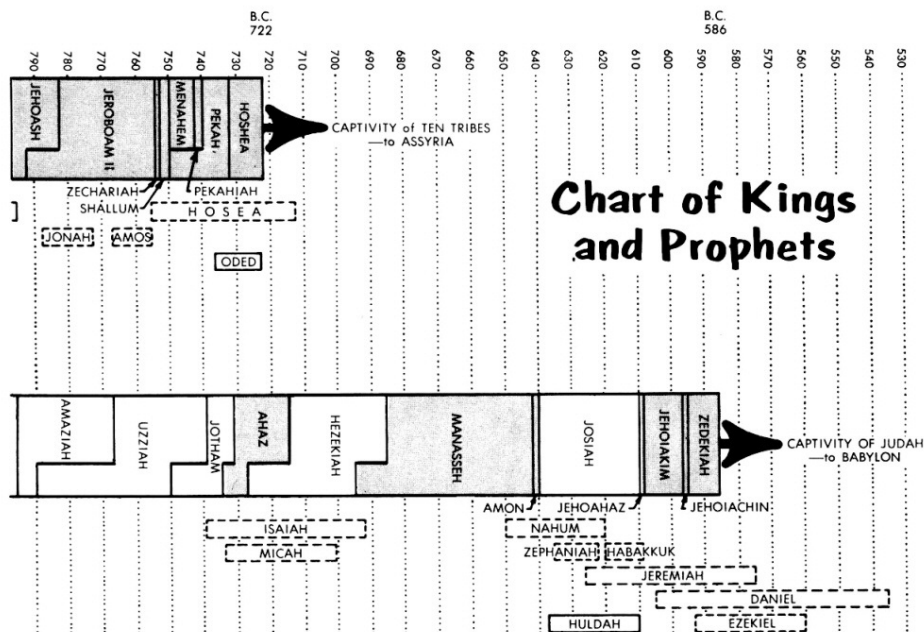 B.C.
722
B.C.
586
790 780 770 760 750 740 730 720 710 700 690 680 670 660 650 640 630 620 610 600 590 580 570 560 550 540 530
JEHOASH
JEROBOAM II
MENAHEM
PEKAH
HOSHEA
CAPTIVITY of TEN TRIBES
—to ASSYRIA
ZECHARIAH
PEKAHIAH
SHALLUM
HOSEA
JONAH
AMOS
ODED
Chart of Kings
and Prophets
AMAZIAH
UZZIAH
JOTHAM
AHAZ
HEZEKIAH
MANASSEH
JOSIAH
JEHOIAKIM
ZEDEKIAH
CAPTIVITY OF JUDAH
—to BABYLON
AMON
JEHOAHAZ
JEHOIACHIN
ISAIAH
NAHUM
MICAH
ZEPHANIAH
HABAKKUK
JEREMIAH
DANIEL
HULDAH
EZEKIEL